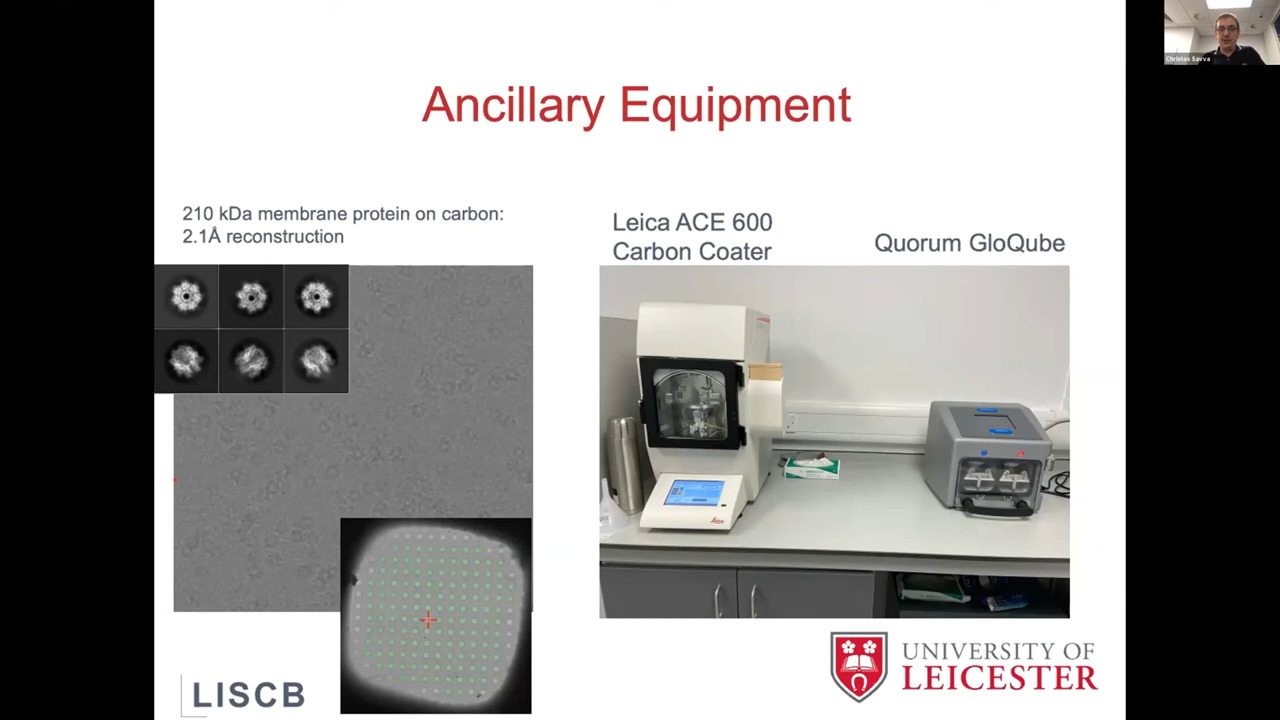 Christos Savva
Ancillary Equipment
210 kDa membrane protein on carbon:
2.1Å reconstruction
Leica ACE 600
Carbon Coater
Quorum GloQube
Leica
LISCB
UNIVERSITY OF
LEICESTER